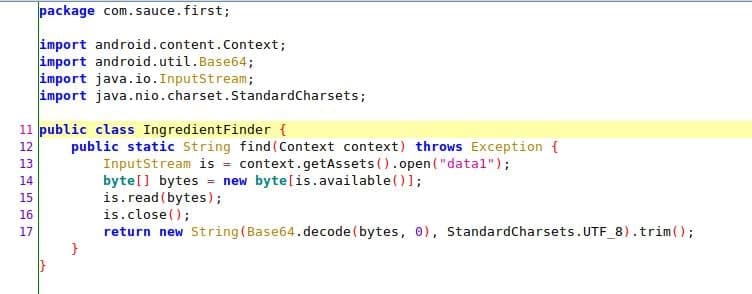 package com.sauce.first;
import android.content.Context;
import android.util.Base64;
import java.io.InputStream;
import java.nio.charset.StandardCharsets;
11 public class IngredientFinder {
12 public static String find(Context context) throws Exception {
13 InputStream is = context.getAssets().open("data1");
14 byte[] bytes = new byte[is.available()];
15 is.read(bytes);
16 is.close();
17 return new String(Base64.decode(bytes, 0), StandardCharsets.UTF_8).trim();
}
}